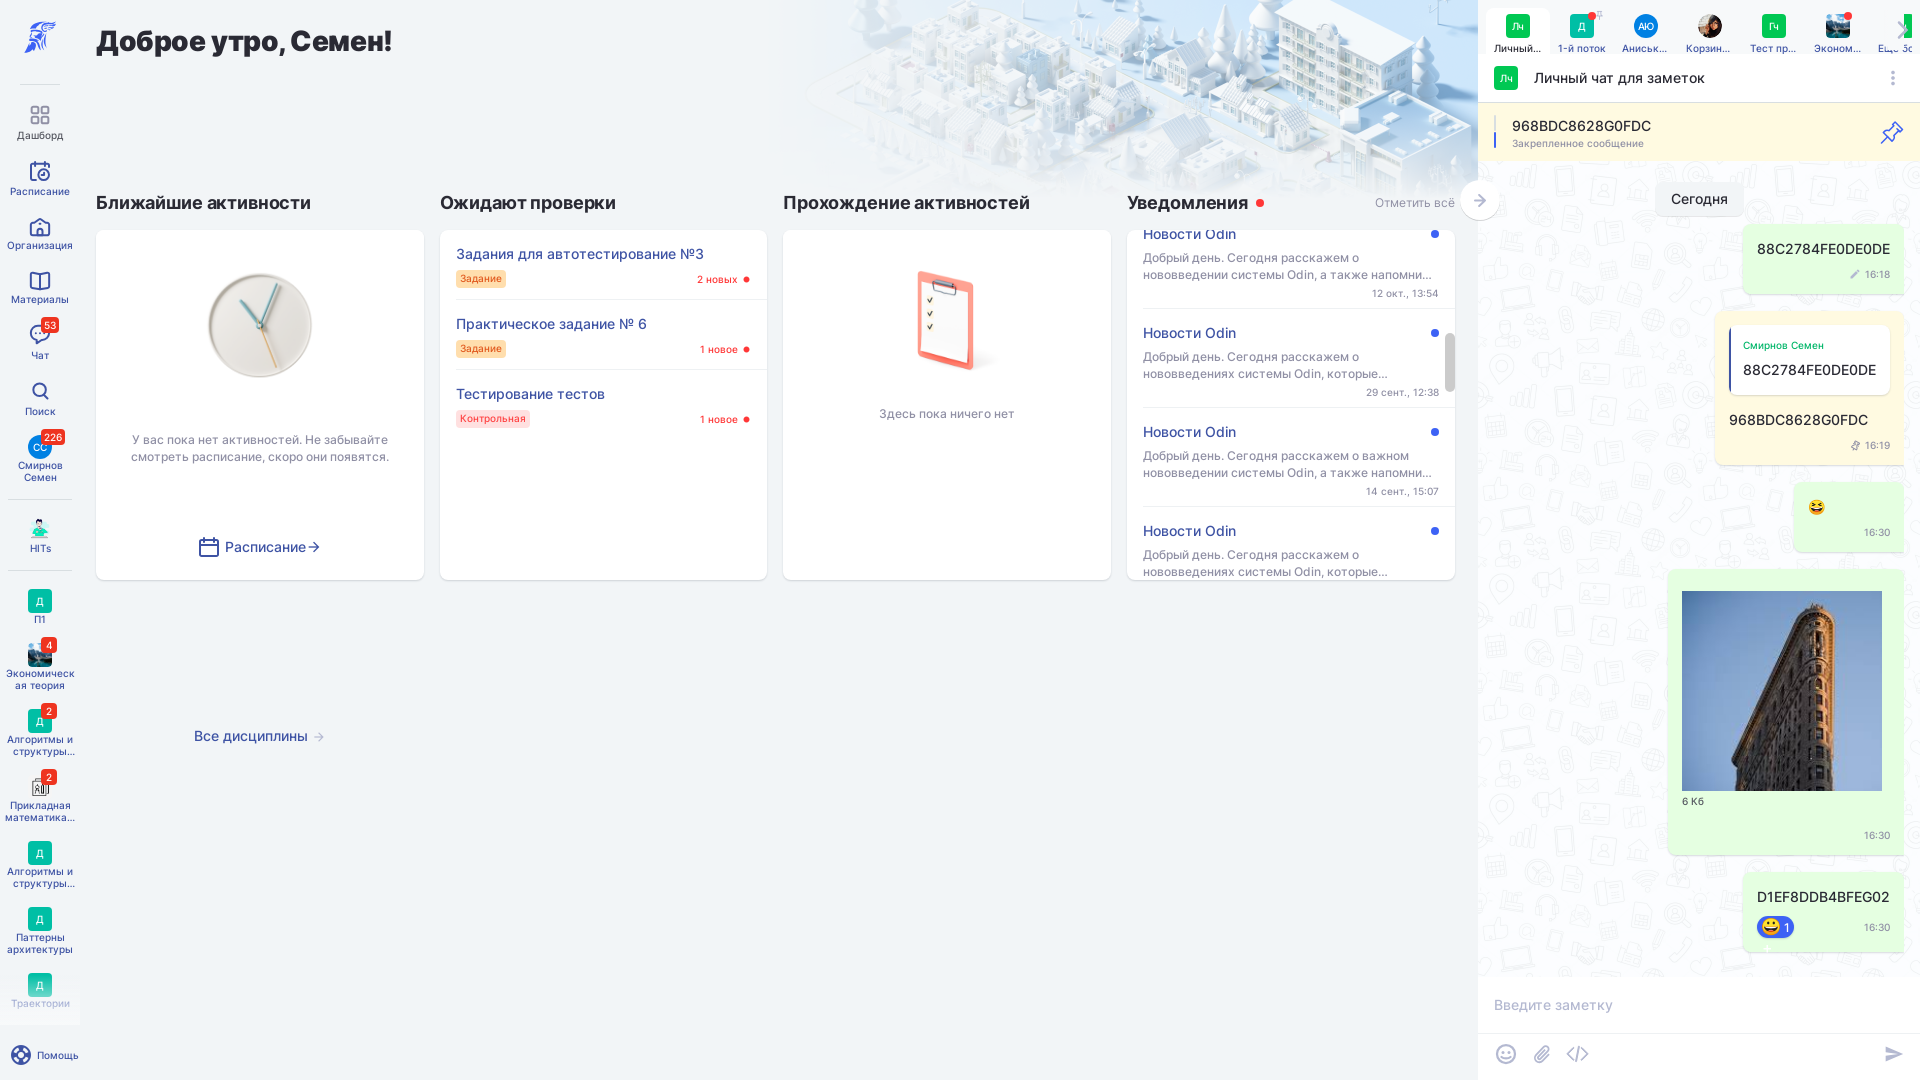 Доброе утро, Семен!
Дашборд
Расписание
Организация
Материалы
53
Чат
Поиск
СС
226
Смирнов
Семен
HITs
Д
П1
4
Экономическ
ая теория
Д
2
Алгоритмы и
структуры...
2
Прикладная
математика...
Д
Алгоритмы и
структуры...
Д
Паттерны
архитектуры
Д
Траектории
Помощь
Ближайшие активности
У вас пока нет активностей. Не забывайте
смотреть расписание, скоро они появятся.
Расписание
Все дисциплины
Ожидают проверки
Задания для автотестирование №3
Задание
2 новых
Практическое задание № 6
Задание
1 новое
Тестирование тестов
Контрольная
1 новое
Прохождение активностей
Здесь пока ничего нет
Уведомления
Отметить всё
Новости Odin
Добрый день. Сегодня расскажем о
нововведении системы Odin, а также напомни...
12 окт., 13:54
Новости Odin
Добрый день. Сегодня расскажем о
нововведениях системы Odin, которые...
29 сент., 12:38
Новости Odin
Добрый день. Сегодня расскажем о важном
нововведении системы Odin, а также напомни...
14 сент., 15:07
Новости Odin
Добрый день. Сегодня расскажем о
нововведениях системы Odin, которые...
Лч
Личный...
Д
1-й поток
АЮ
Аниськ...
Корзин...
Гч
Тест пр...
Эконом...
Лч
Личный чат для заметок
968BDC8628G0FDC
Закрепленное сообщение
Сегодня
88C2784FE0DE0DE
16:18
Смирнов Семен
88C2784FE0DE0DE
968BDC8628G0FDC
16:19
16:30
6 Кб
16:30
D1EF8DDB4BFEG02
1
16:30
Введите заметку